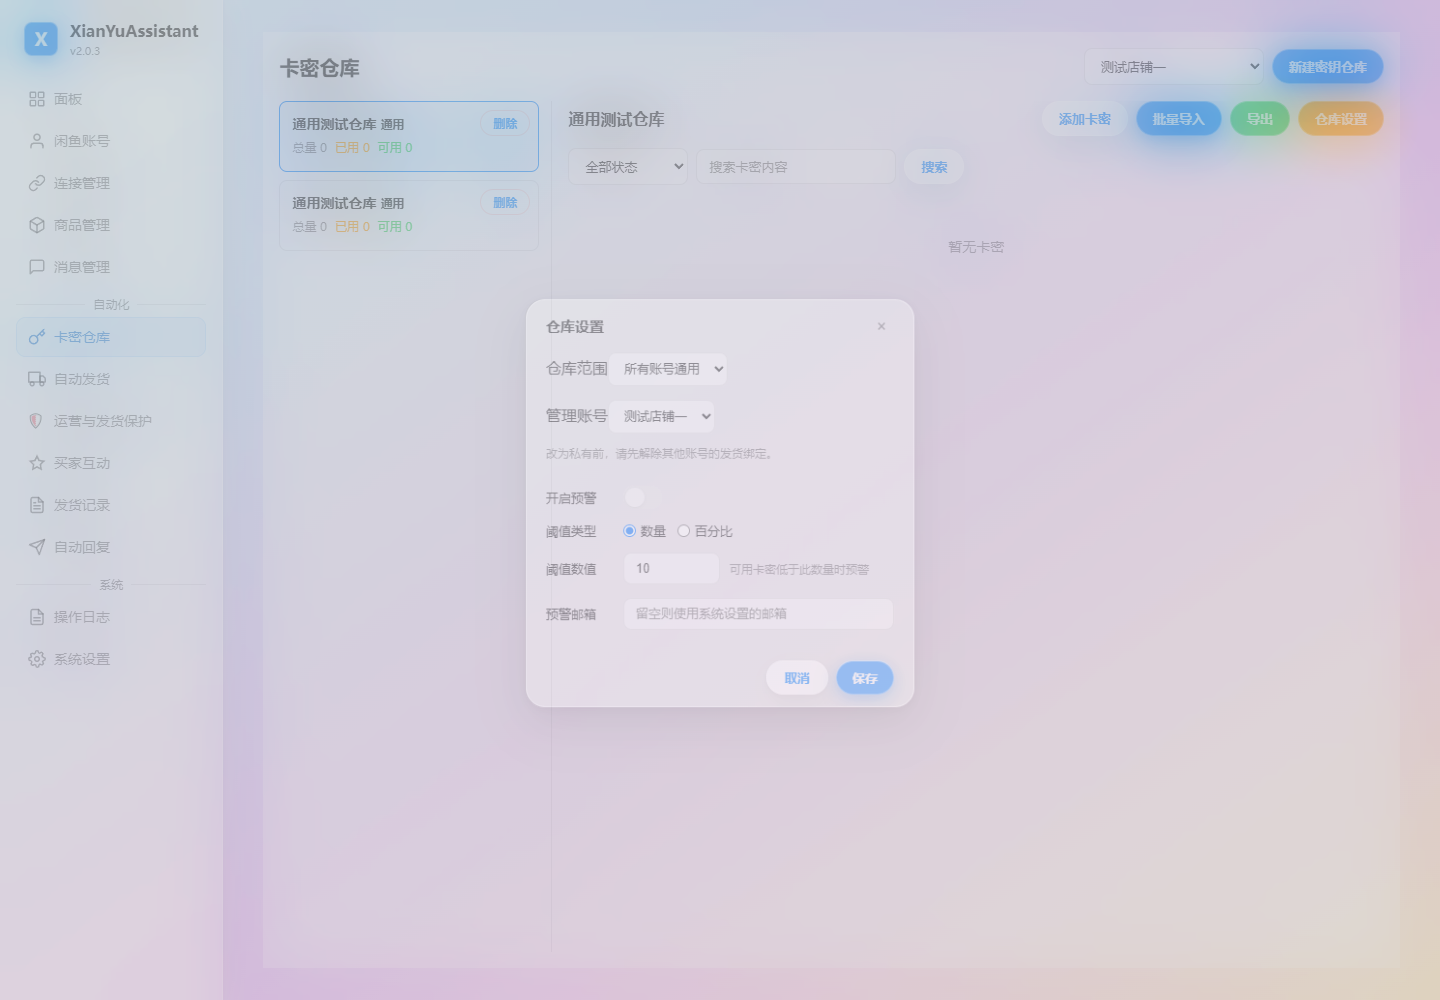 X
XianYuAssistant
v2.0.3
面板
闲鱼账号
连接管理
商品管理
消息管理
自动化
卡密仓库
自动发货
运营与发货保护
买家互动
发货记录
自动回复
系统
操作日志
系统设置
卡密仓库
测试店铺一
新建密钥仓库
通用测试仓库 通用
删除
总量 0 已用 0 可用 0
通用测试仓库 通用
删除
总量 0 已用 0 可用 0
通用测试仓库
添加卡密
批量导入
导出
仓库设置
全部状态
搜索卡密内容
搜索
暂无卡密
仓库设置
×
仓库范围 所有账号通用
管理账号 测试店铺一
改为私有前，请先解除其他账号的发货绑定。
开启预警
阈值类型 数量 百分比
阈值数值 10 可用卡密低于此数量时预警
预警邮箱 留空则使用系统设置的邮箱
取消
保存